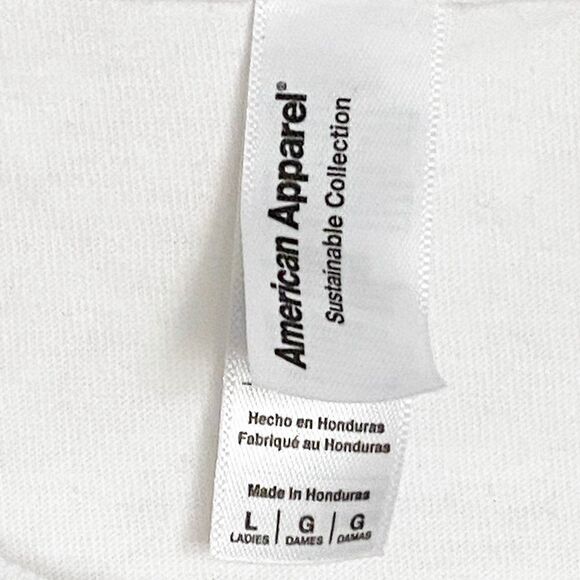 American Apparel®
Sustainable Collection
Hecho en Honduras
Fabriqué au Honduras
Made In Honduras
L | G | G
LADIES | DAMES | DAMAS